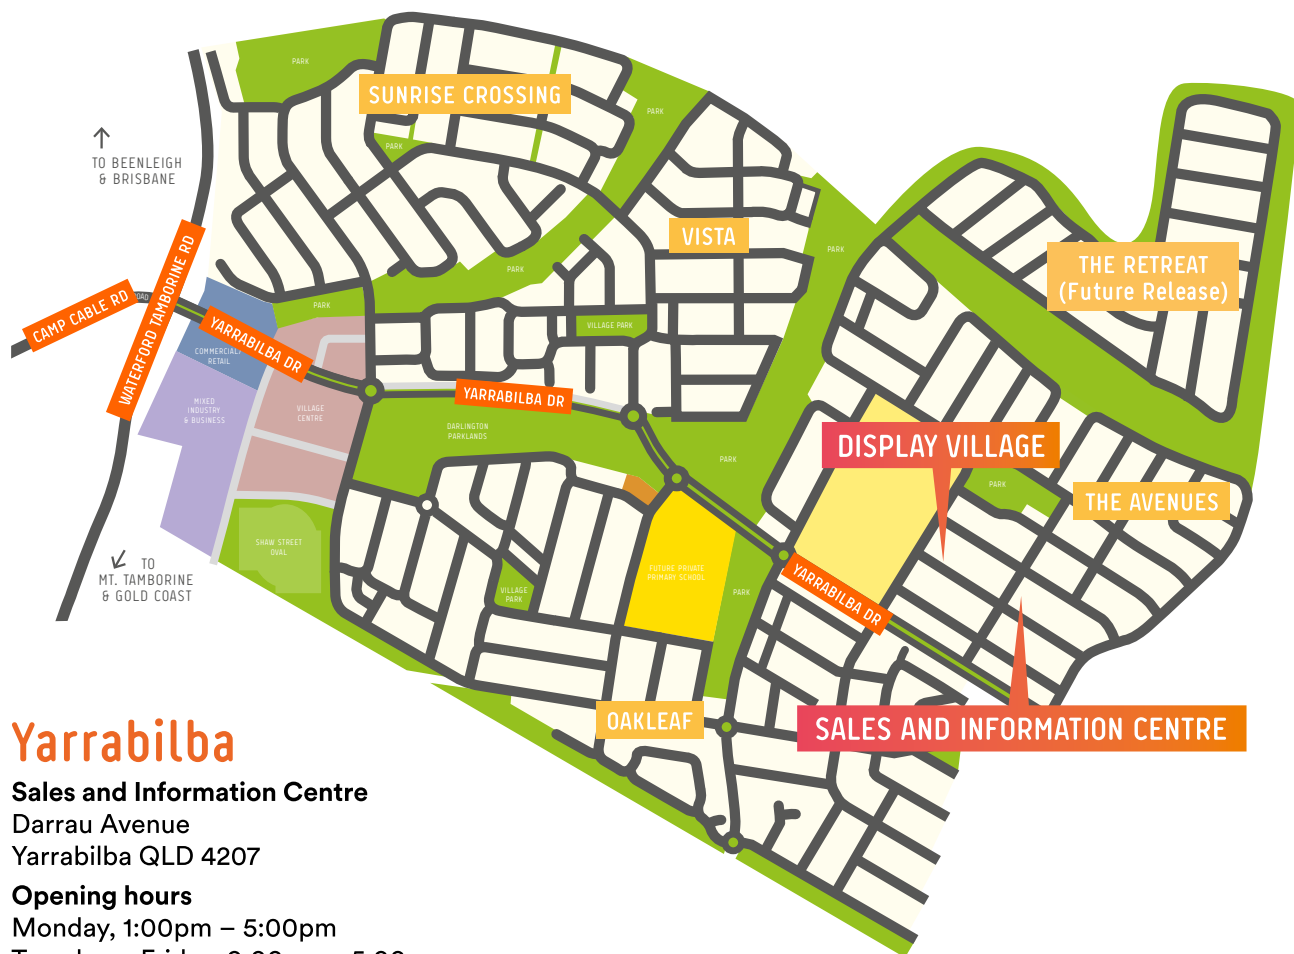 PARK
SUNRISE CROSSING
PARK
PARK
TO BEENLEIGH
& BRISBANE
VISTA
PARK
THE RETREAT
(Future Release)
WATERFORD TAMBORINE RD
CAMP CABLE RD
PARK
PARK
YARRABILBA DR
VILLAGE PARK
COMMERCIAL/
RETAIL
MIXED
INDUSTRY
& BUSINESS
VILLAGE
CENTRE
YARRABILBA DR
DARLINGTON
PARKLANDS
PARK
DISPLAY VILLAGE
PARK
THE AVENUES
SHAW STREET
OVAL
TO
MT. TAMBORINE
& GOLD COAST
FUTURE PRIVATE
PRIMARY SCHOOL
VILLAGE
PARK
PARK
YARRABILBA DR
OAKLEAF
SALES AND INFORMATION CENTRE
Yarrabilba
Sales and Information Centre
Darrau Avenue
Yarrabilba QLD 4207
Opening hours
Monday, 1:00pm – 5:00pm